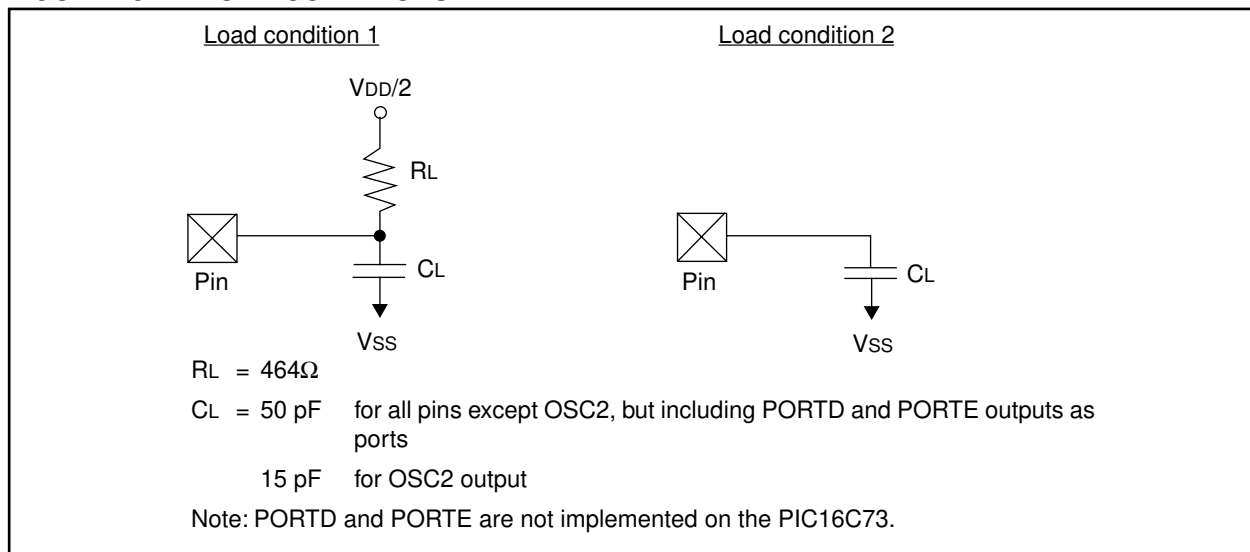 Load condition 1
Load condition 2
VDD/2
RL
Pin
CL
VSS
Pin
CL
VSS
RL = 464Ω
CL = 50 pF for all pins except OSC2, but including PORTD and PORTE outputs as
ports
15 pF for OSC2 output
Note: PORTD and PORTE are not implemented on the PIC16C73.